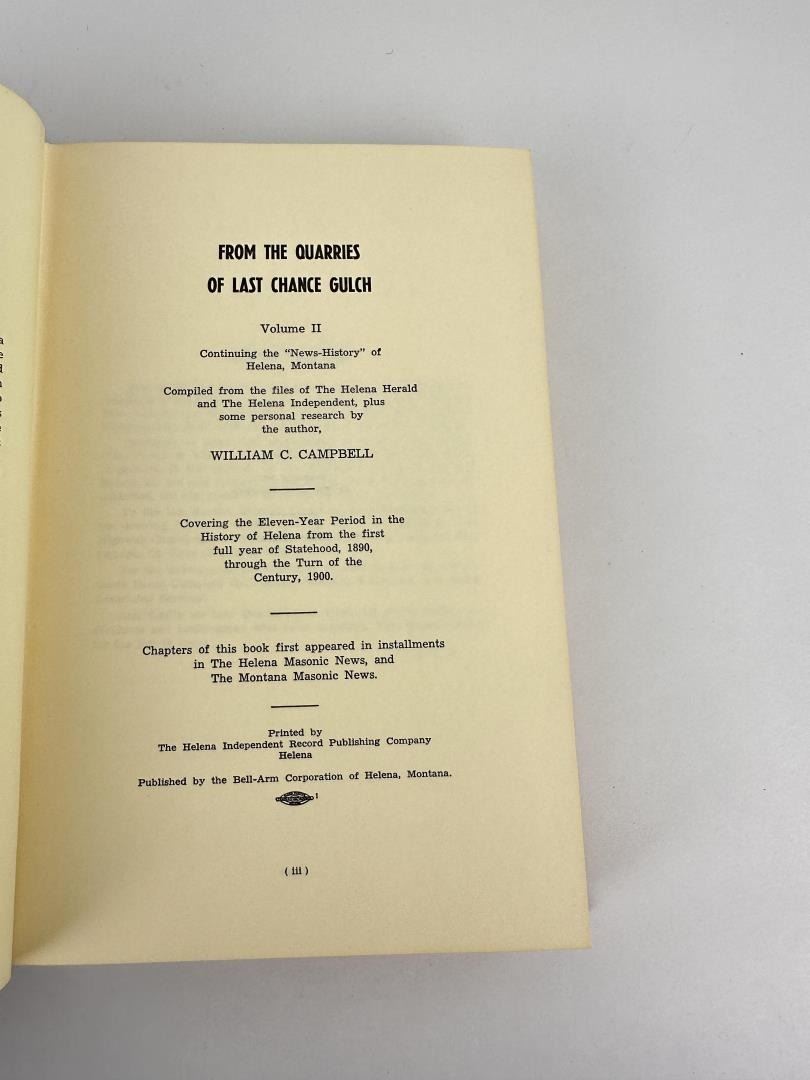 FROM THE QUARRIES
OF LAST CHANCE GULCH
Volume II
Continuing the "News-History" of
Helena, Montana
Compiled from the files of The Helena Herald
and The Helena Independent, plus
some personal research by
the author,
WILLIAM C. CAMPBELL
Covering the Eleven-Year Period in the
History of Helena from the first
full year of Statehood, 1890,
through the Turn of the
Century, 1900.
Chapters of this book first appeared in installments
in The Helena Masonic News, and
The Montana Masonic News.
Printed by
The Helena Independent Record Publishing Company
Helena
Published by the Bell-Arm Corporation of Helena, Montana.
1
(iii)